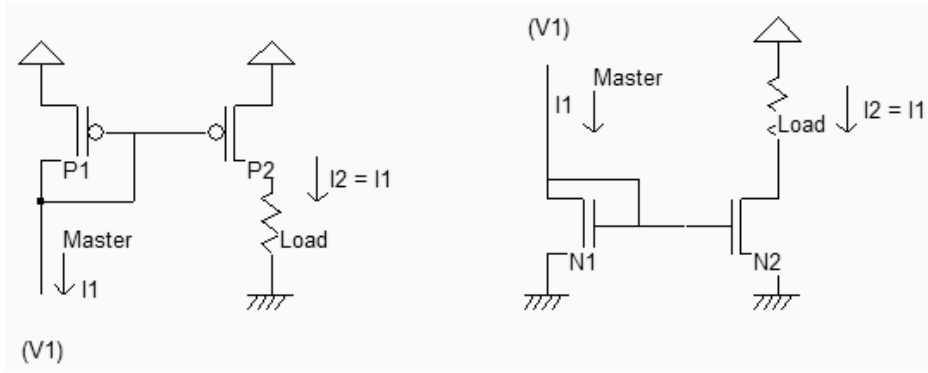 P1
P2
I2 = I1
Master
I1
Load
(V1)
(V1)
Master
I1
Load
I2 = I1
N1
N2